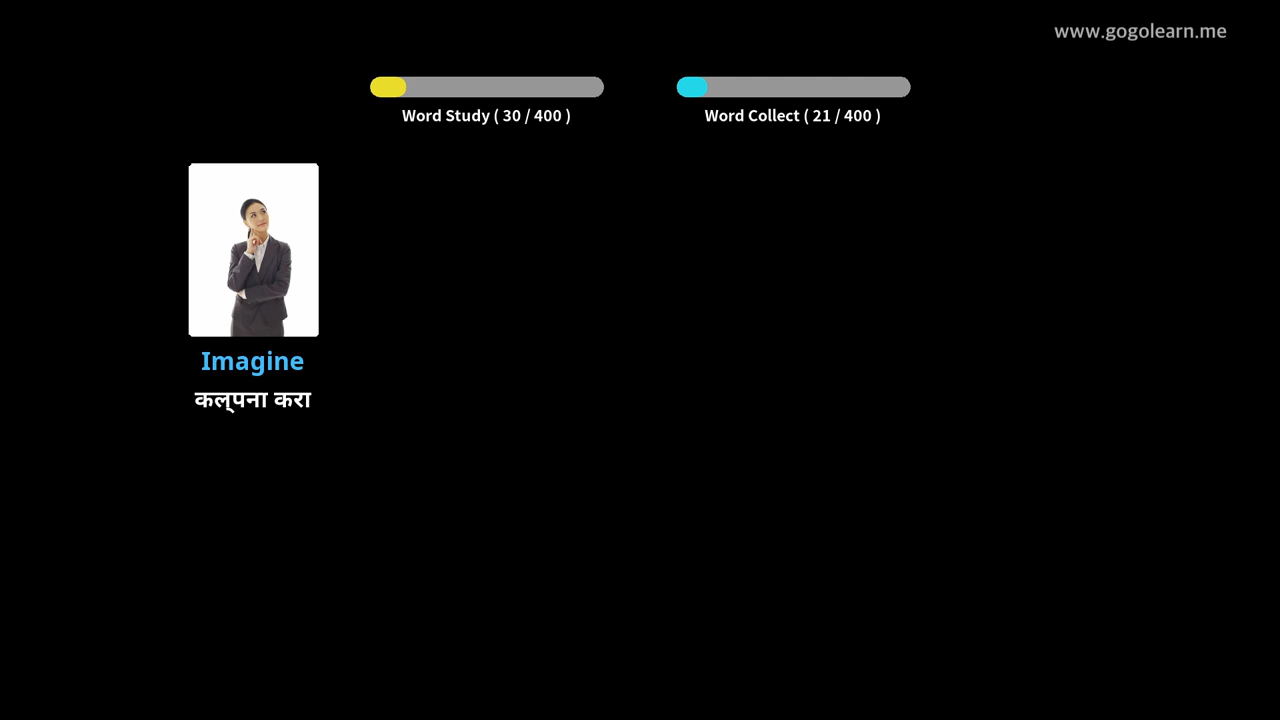 www.gogolearn.me
Word Study ( 30 / 400 )
Word Collect ( 21 / 400 )
Imagine
कल्पना करा